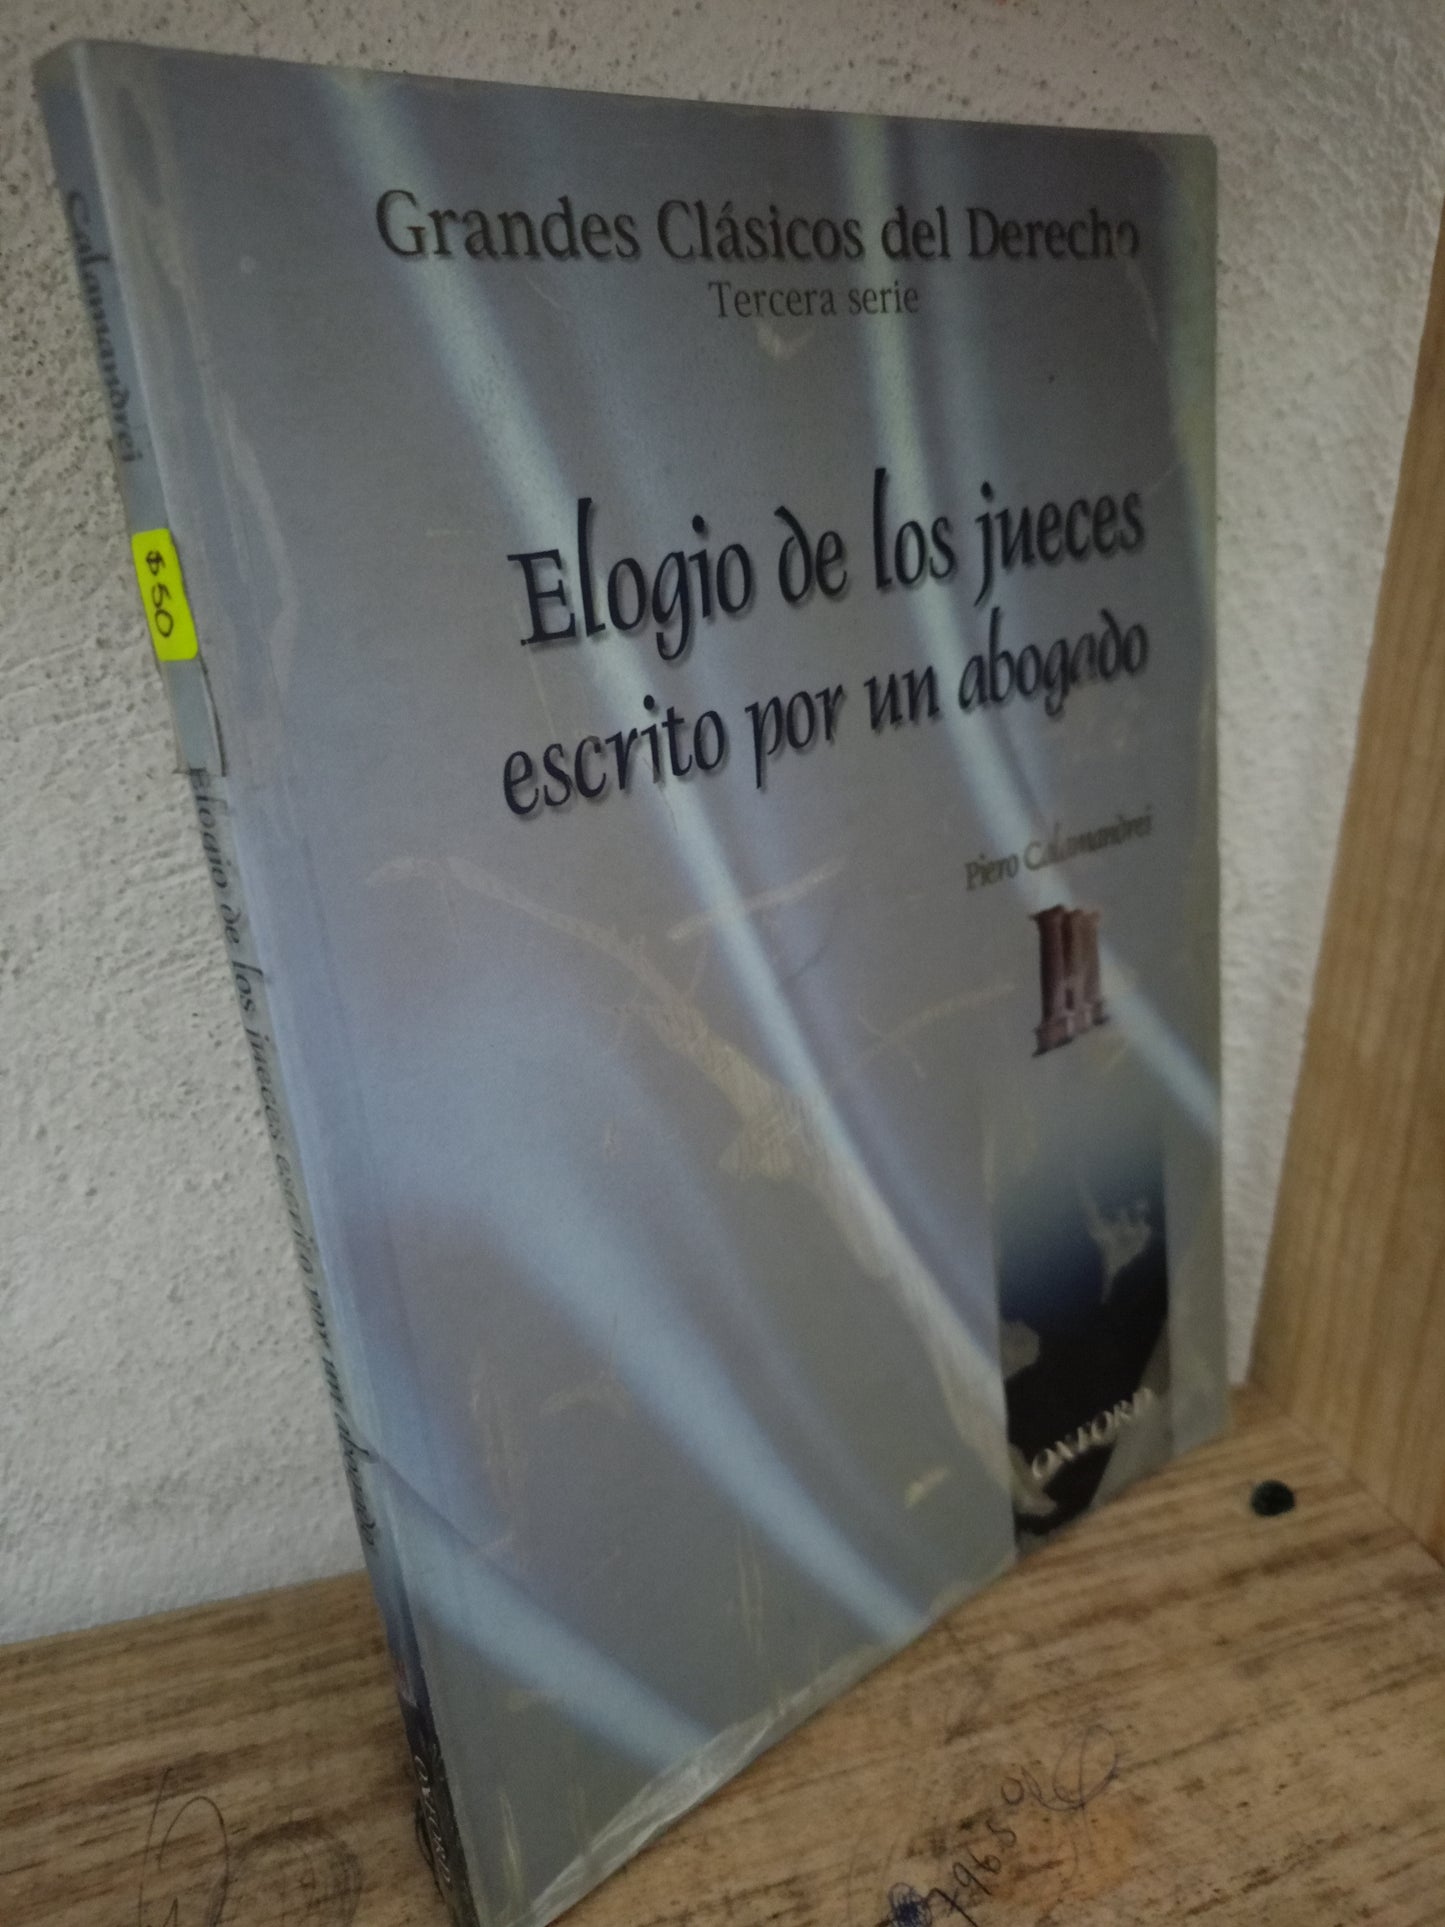 Grandes Clásicos del Derecho
Tercera serie
Elogio de los jueces
escrito por un abogado
Piero Calamandrei
OXFORD
Calamandrei
$50
Elogio de los jueces escrito por un abogado
OXFORD